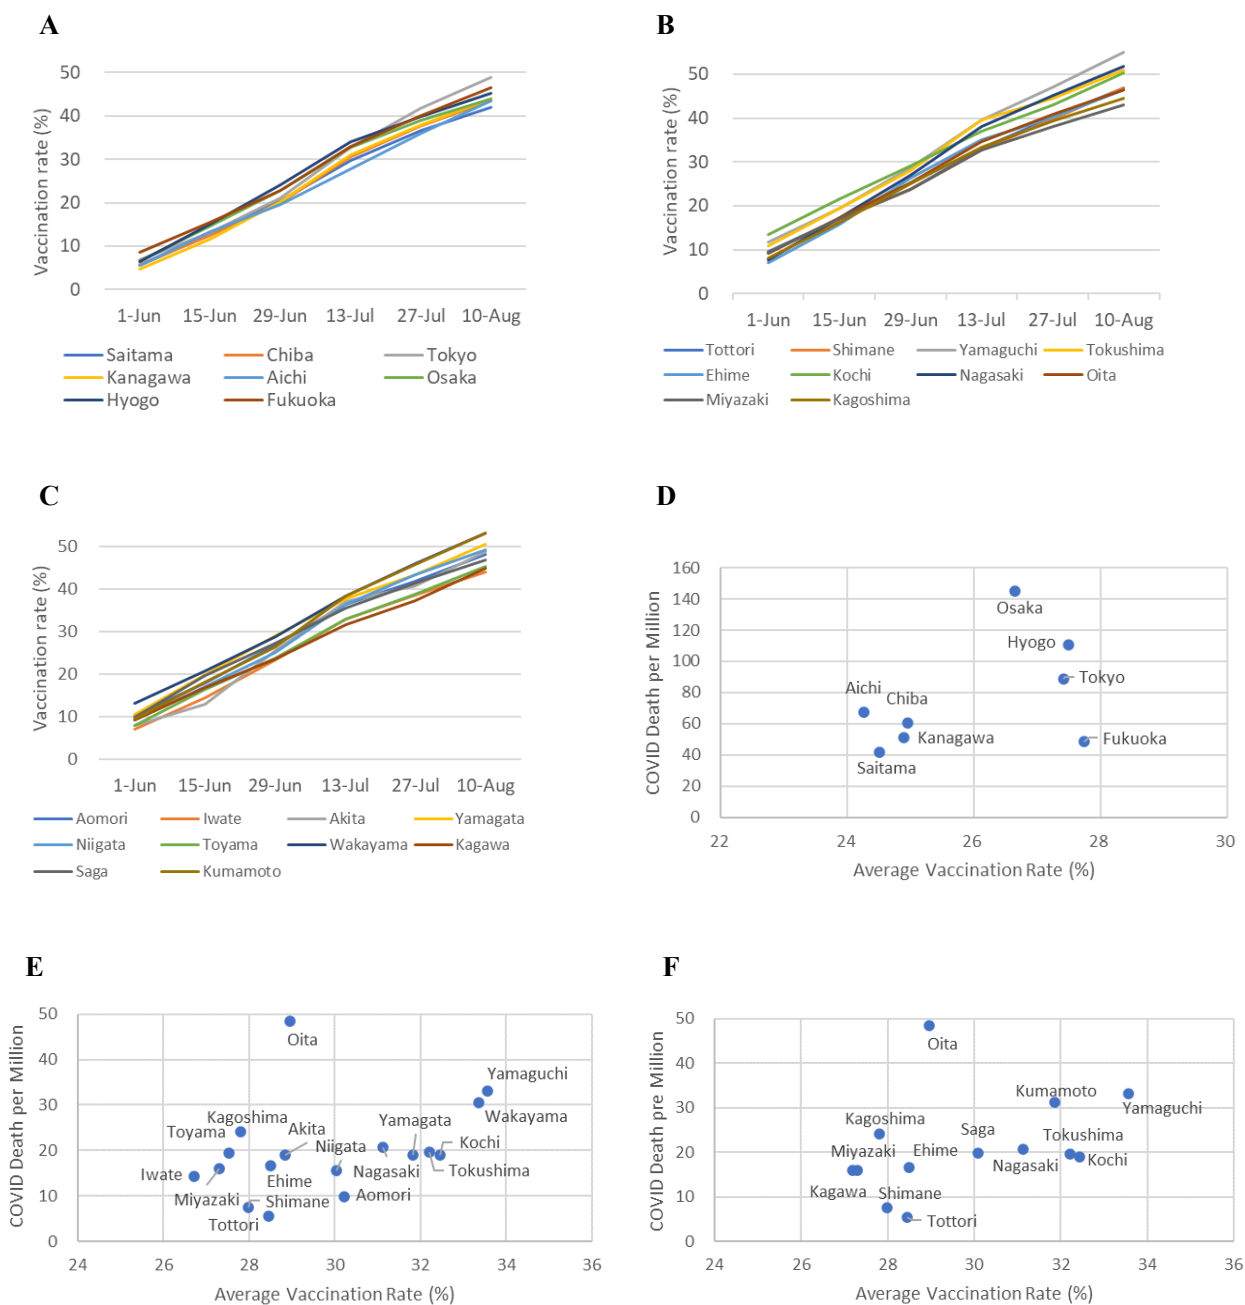 A
50
40
30
20
10
0
Vaccination rate (%)
1-Jun 15-Jun 29-Jun 13-Jul 27-Jul 10-Aug
Saitama Chiba Tokyo
Kanagawa Aichi Osaka
Hyogo Fukuoka
B
50
40
30
20
10
0
Vaccination rate (%)
1-Jun 15-Jun 29-Jun 13-Jul 27-Jul 10-Aug
Tottori Shimane Yamaguchi Tokushima
Ehime Kochi Nagasaki Oita
Miyazaki Kagoshima
C
50
40
30
20
10
0
Vaccination rate (%)
1-Jun 15-Jun 29-Jun 13-Jul 27-Jul 10-Aug
Aomori Iwate Akita Yamagata
Niigata Toyama Wakayama Kagawa
Saga Kumamoto
D
160
140
120
100
80
60
40
20
0
COVID Death per Million
Osaka
Hyogo
Tokyo
Aichi
Chiba
Kanagawa
Fukuoka
Saitama
22 24 26 28 30
Average Vaccination Rate (%)
E
50
40
30
20
10
0
COVID Death per Million
Oita
Yamaguchi
Wakayama
Kagoshima
Yamagata
Toyama
Akita
Niigata
Kochi
Iwate
Nagasaki
Tokushima
Ehime
Miyazaki
Shimane
Aomori
Tottori
24 26 28 30 32 34 36
Average Vaccination Rate (%)
F
50
40
30
20
10
0
COVID Death pre Million
Oita
Kumamoto
Yamaguchi
Kagoshima
Saga
Tokushima
Miyazaki
Ehime
Nagasaki
Kochi
Kagawa
Shimane
Tottori
24 26 28 30 32 34 36
Average Vaccination Rate (%)